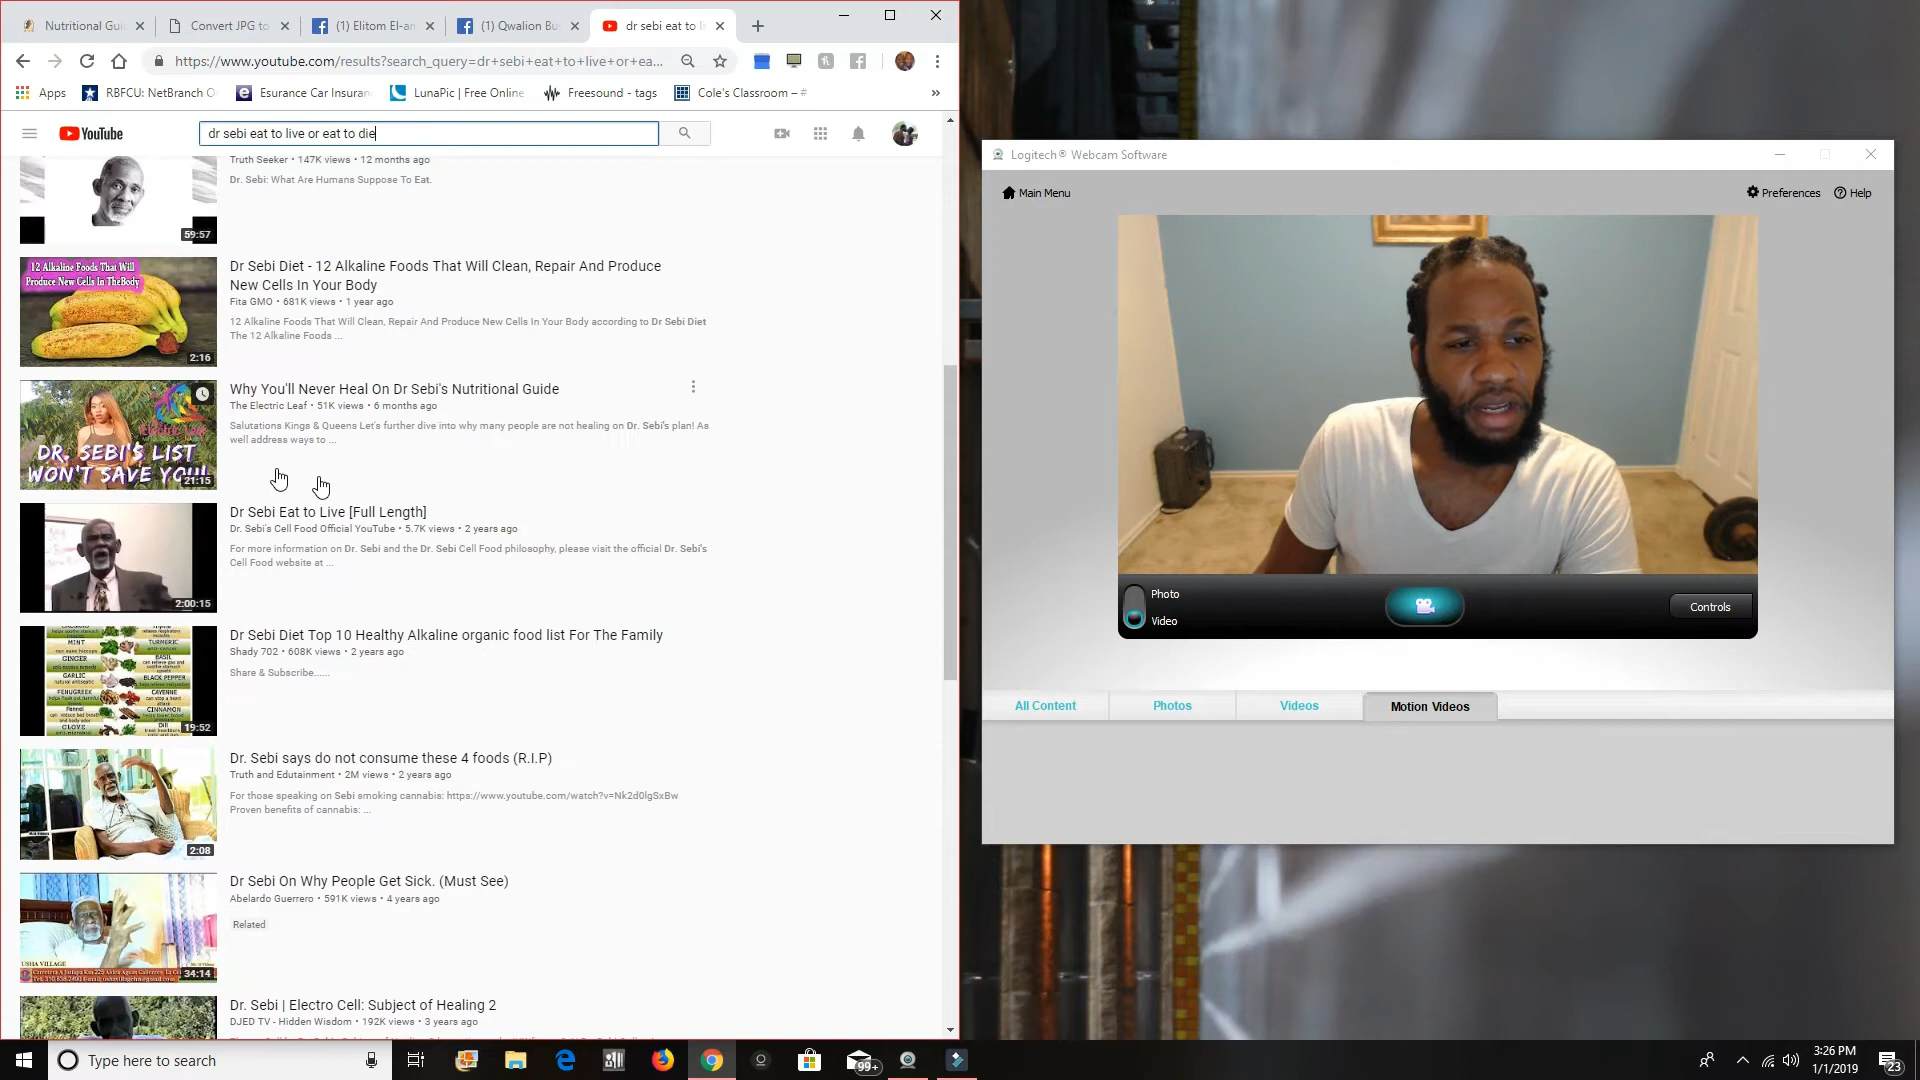 Nutritional Gui
Convert JPG to
(1) Elitom El-an
(1) Qwalion Bu
dr sebi eat to li
https://www.youtube.com/results?search_query=dr+sebi+eat+to+live+or+ea...
Apps
RBFCU: NetBranch O
Esurance Car Insuran
LunaPic | Free Online
Freesound - tags
Cole's Classroom – #
»
YouTube
dr sebi eat to live or eat to die
Truth Seeker • 147K views • 12 months ago
Dr. Sebi: What Are Humans Suppose To Eat.
59:57
12 Alkaline Foods That Will
Produce New Cells In TheBody
2:16
Dr Sebi Diet - 12 Alkaline Foods That Will Clean, Repair And Produce
New Cells In Your Body
Fita GMO • 681K views • 1 year ago
12 Alkaline Foods That Will Clean, Repair And Produce New Cells In Your Body according to Dr Sebi Diet
The 12 Alkaline Foods ...
Electric Leaf
DR. SEBI'S LIST
WON'T SAVE YOU!
21:15
Why You'll Never Heal On Dr Sebi's Nutritional Guide
The Electric Leaf • 51K views • 6 months ago
Salutations Kings & Queens Let's further dive into why many people are not healing on Dr. Sebi's plan! As
well address ways to ...
2:00:15
Dr Sebi Eat to Live [Full Length]
Dr. Sebi's Cell Food Official YouTube • 5.7K views • 2 years ago
For more information on Dr. Sebi and the Dr. Sebi Cell Food philosophy, please visit the official Dr. Sebi's
Cell Food website at ...
MINT
TURMERIC
GINGER
BASIL
GARLIC
BLACK PEPPER
FENUGREEK
CAYENNE
Fennel
CINNAMON
CLOVE
Dill
19:52
Dr Sebi Diet Top 10 Healthy Alkaline organic food list For The Family
Shady 702 • 608K views • 2 years ago
Share & Subscribe......
2:08
Dr. Sebi says do not consume these 4 foods (R.I.P)
Truth and Edutainment • 2M views • 2 years ago
For those speaking on Sebi smoking cannabis: https://www.youtube.com/watch?v=Nk2d0lgSxBw
Proven benefits of cannabis: ...
USHA VILLAGE
34:14
Dr Sebi On Why People Get Sick. (Must See)
Abelardo Guerrero • 591K views • 4 years ago
Related
Dr. Sebi | Electro Cell: Subject of Healing 2
DJED TV - Hidden Wisdom • 192K views • 3 years ago
Logitech® Webcam Software
Main Menu
Preferences
Help
Photo
Video
Controls
All Content
Photos
Videos
Motion Videos
Type here to search
99+
3:26 PM
1/1/2019
23